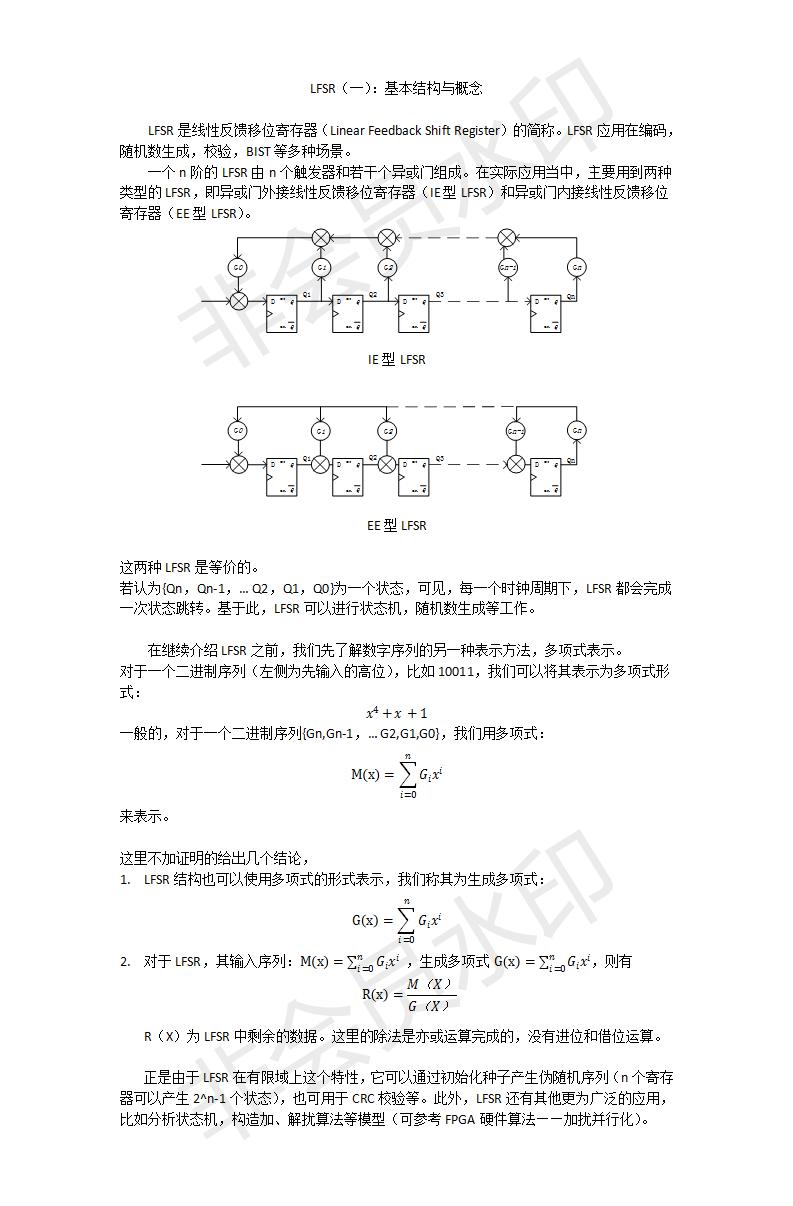 LFSR（一）：基本结构与概念
LFSR 是线性反馈移位寄存器（Linear Feedback Shift Register）的简称。LFSR 应用在编码，
随机数生成，校验，BIST 等多种场景。
一个 n 阶的 LFSR 由 n 个触发器和若干个异或门组成。在实际应用当中，主要用到两种
类型的 LFSR，即异或门外接线性反馈移位寄存器（IE 型 LFSR）和异或门内接线性反馈移位
寄存器（EE 型 LFSR）。
G0 G1 G2 Gn-1 Gn
Q1 Q2 Q3 Qn
D Q D Q D Q D Q
IE 型 LFSR
G0 G1 G2 Gn-1 Gn
Q1 Q2 Q3 Qn
D Q D Q D Q D Q
EE 型 LFSR
这两种 LFSR 是等价的。
若认为{Qn，Qn-1，… Q2，Q1，Q0}为一个状态，可见，每一个时钟周期下，LFSR 都会完成
一次状态跳转。基于此，LFSR 可以进行状态机，随机数生成等工作。
在继续介绍 LFSR 之前，我们先了解数字序列的另一种表示方法，多项式表示。
对于一个二进制序列（左侧为先输入的高位），比如 10011，我们可以将其表示为多项式形
式：
x⁴ + x + 1
一般的，对于一个二进制序列{Gn,Gn-1，… G2,G1,G0}，我们用多项式：
M(x) = ∑_{i=0}^{n} G_i x^i
来表示。
这里不加证明的给出几个结论，
1. LFSR 结构也可以使用多项式的形式表示，我们称其为生成多项式：
G(x) = ∑_{i=0}^{n} G_i x^i
2. 对于 LFSR，其输入序列：M(x) = ∑_{i=0}^{n} G_i x^i ，生成多项式 G(x) = ∑_{i=0}^{n} G_i x^i，则有
R(x) = M（X）/G（X）
R（X）为 LFSR 中剩余的数据。这里的除法是亦或运算完成的，没有进位和借位运算。
正是由于 LFSR 在有限域上这个特性，它可以通过初始化种子产生伪随机序列（n 个寄存
器可以产生 2^n-1 个状态），也可用于 CRC 校验等。此外，LFSR 还有其他更为广泛的应用，
比如分析状态机，构造加、解扰算法等模型（可参考 FPGA 硬件算法——加扰并行化）。
非会员水印
非会员水印